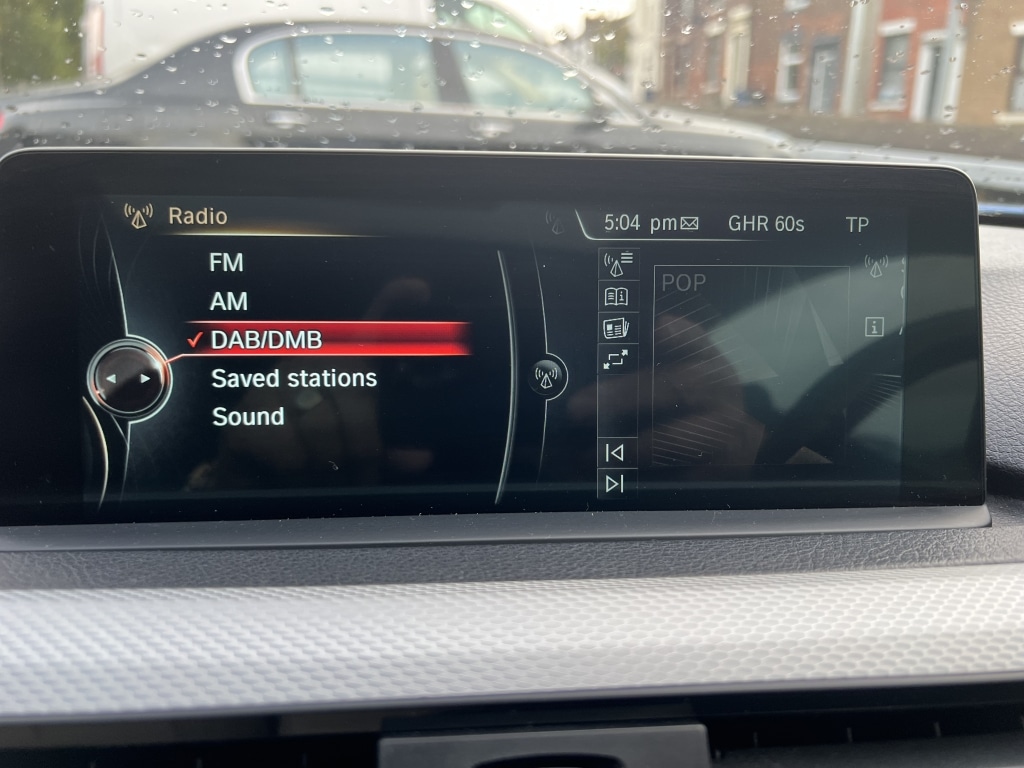 Radio
5:04 pm GHR 60s TP
FM
AM
DAB/DMB
Saved stations
Sound
POP